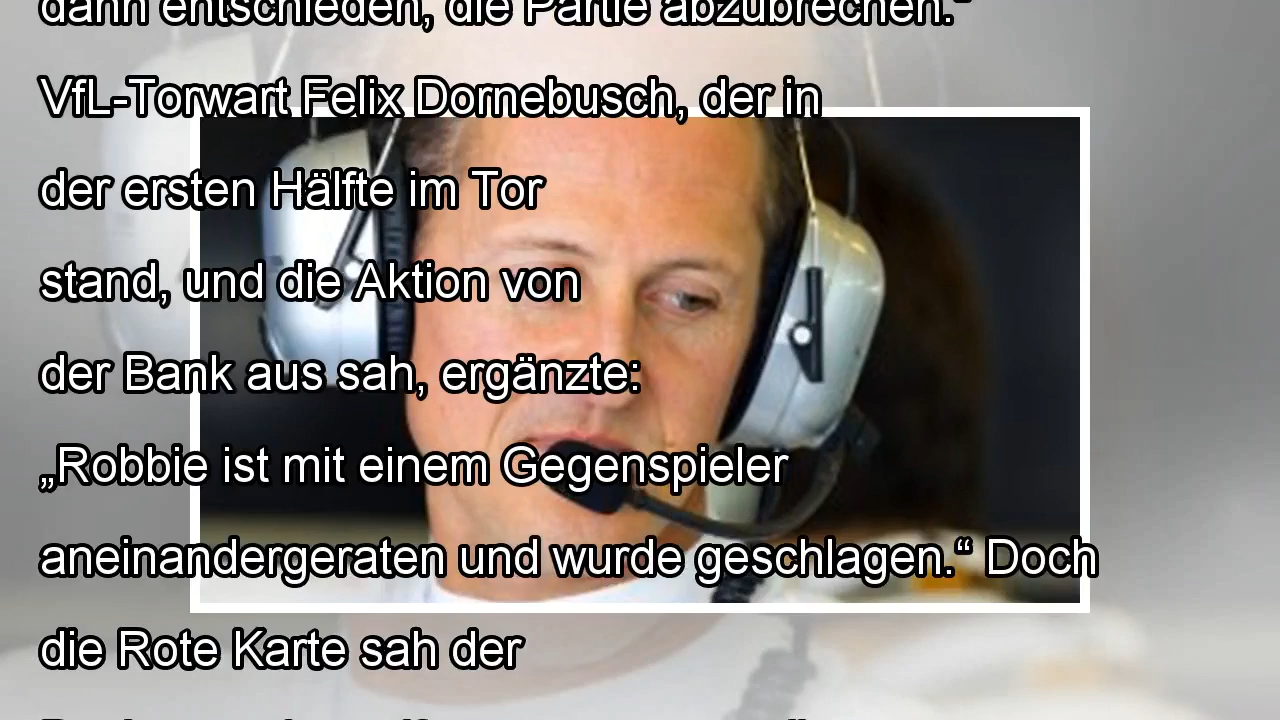 dann entschieden, die Partie abzubrechen.“
VfL-Torwart Felix Dornebusch, der in
der ersten Hälfte im Tor
stand, und die Aktion von
der Bank aus sah, ergänzte:
„Robbie ist mit einem Gegenspieler
aneinandergeraten und wurde geschlagen.“ Doch
die Rote Karte sah der